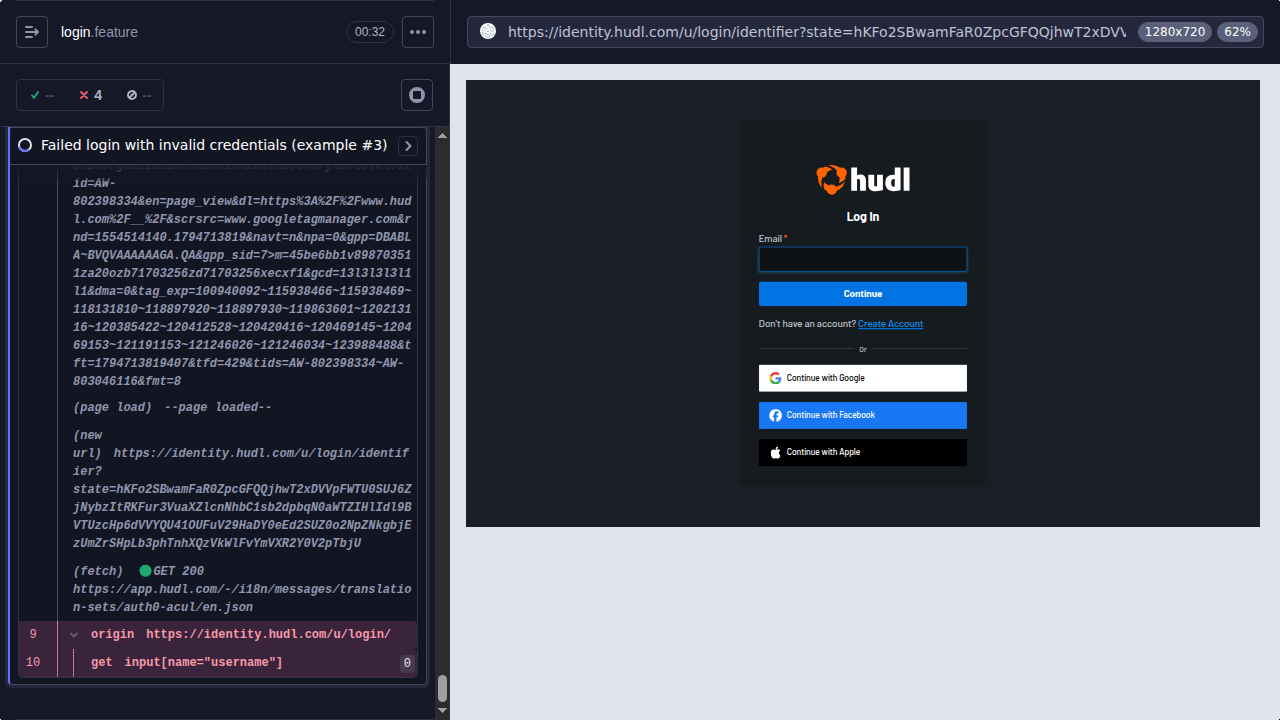 login.feature
00:32
--
4
--
Failed login with invalid credentials (example #3)
id=AW-
802398334&en=page_view&dl=https%3A%2F%2Fwww.hud
l.com%2F__%2F&scrsrc=www.googletagmanager.com&r
nd=1554514140.1794713819&navt=n&npa=0&gpp=DBABL
A~BVQVAAAAAAGA.QA&gpp_sid=7>m=45be6bb1v89870351
1za20ozb71703256zd71703256xecxf1&gcd=13l3l3l3l1
l1&dma=0&tag_exp=100940092~115938466~115938469~
118131810~118897920~118897930~119863601~1202131
16~120385422~120412528~120420416~120469145~1204
69153~121191153~121246026~121246034~123988488&t
ft=1794713819407&tfd=429&tids=AW-802398334~AW-
803046116&fmt=8
(page load) --page loaded--
(new
url) https://identity.hudl.com/u/login/identif
ier?
state=hKFo2SBwamFaR0ZpcGFQQjhwT2xDVVpFWTU0SUJ6Z
jNybzItRKFur3VuaXZlcnNhbC1sb2dpbqN0aWTZIHlIdl9B
VTUzcHp6dVVYQU41OUFuV29HaDY0eEd2SUZ0o2NpZNkgbjE
zUmZrSHpLb3phTnhXQzVkWlFvYmVXR2Y0V2pTbjU
(fetch) GET 200
https://app.hudl.com/-/i18n/messages/translatio
n-sets/auth0-acul/en.json
9 origin https://identity.hudl.com/u/login/
10 get input[name="username"] 0
https://identity.hudl.com/u/login/identifier?state=hKFo2SBwamFaR0ZpcGFQQjhwT2xDVV
1280x720
62%
hudl
Log In
Email *
Continue
Don't have an account? Create Account
Or
Continue with Google
Continue with Facebook
Continue with Apple